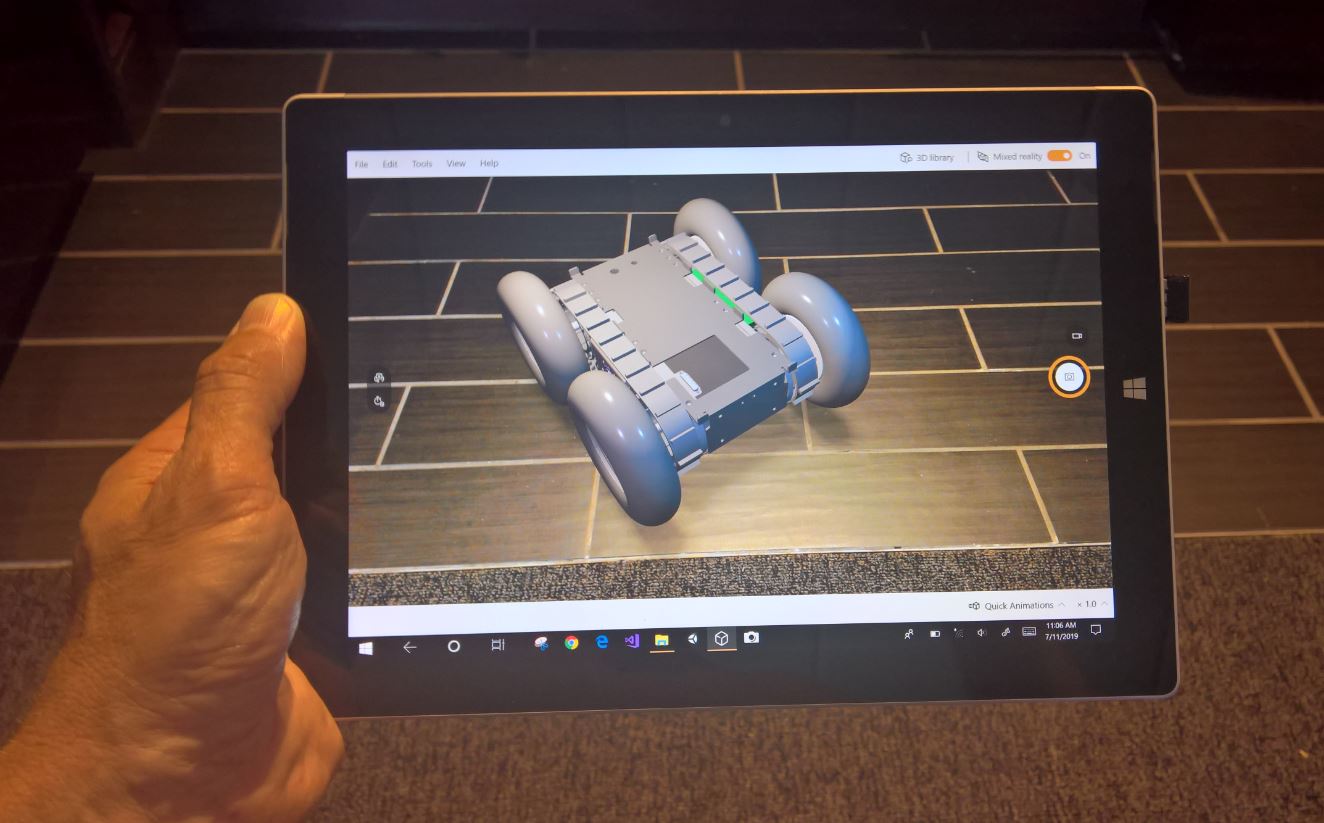 File Edit Tools View Help 3D library Mixed reality On
Quick Animations × 1.0
11:06 AM
7/11/2019